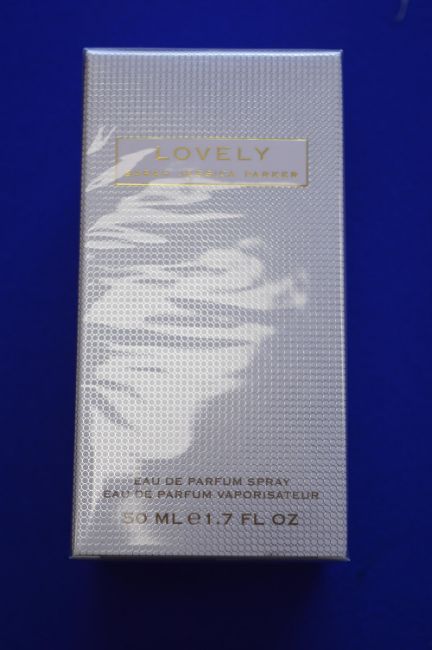 LOVELY
SARAH JESSICA PARKER
EAU DE PARFUM SPRAY
EAU DE PARFUM VAPORISATEUR
50 ML ℮ 1.7 FL OZ